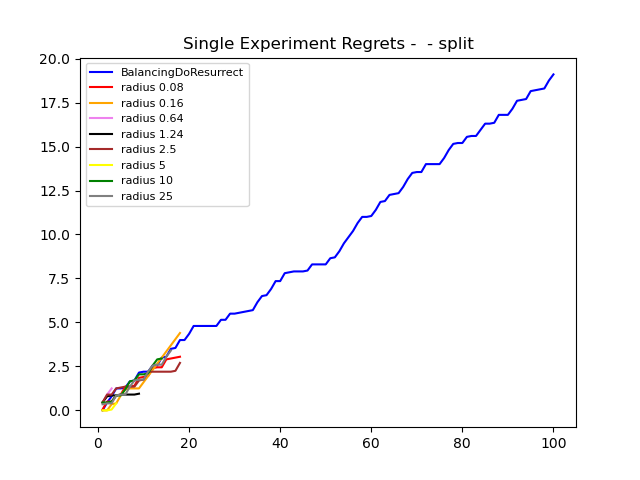 Single Experiment Regrets -  - split
20.0
17.5
15.0
12.5
10.0
7.5
5.0
2.5
0.0
BalancingDoResurrect
radius 0.08
radius 0.16
radius 0.64
radius 1.24
radius 2.5
radius 5
radius 10
radius 25
0 20 40 60 80 100